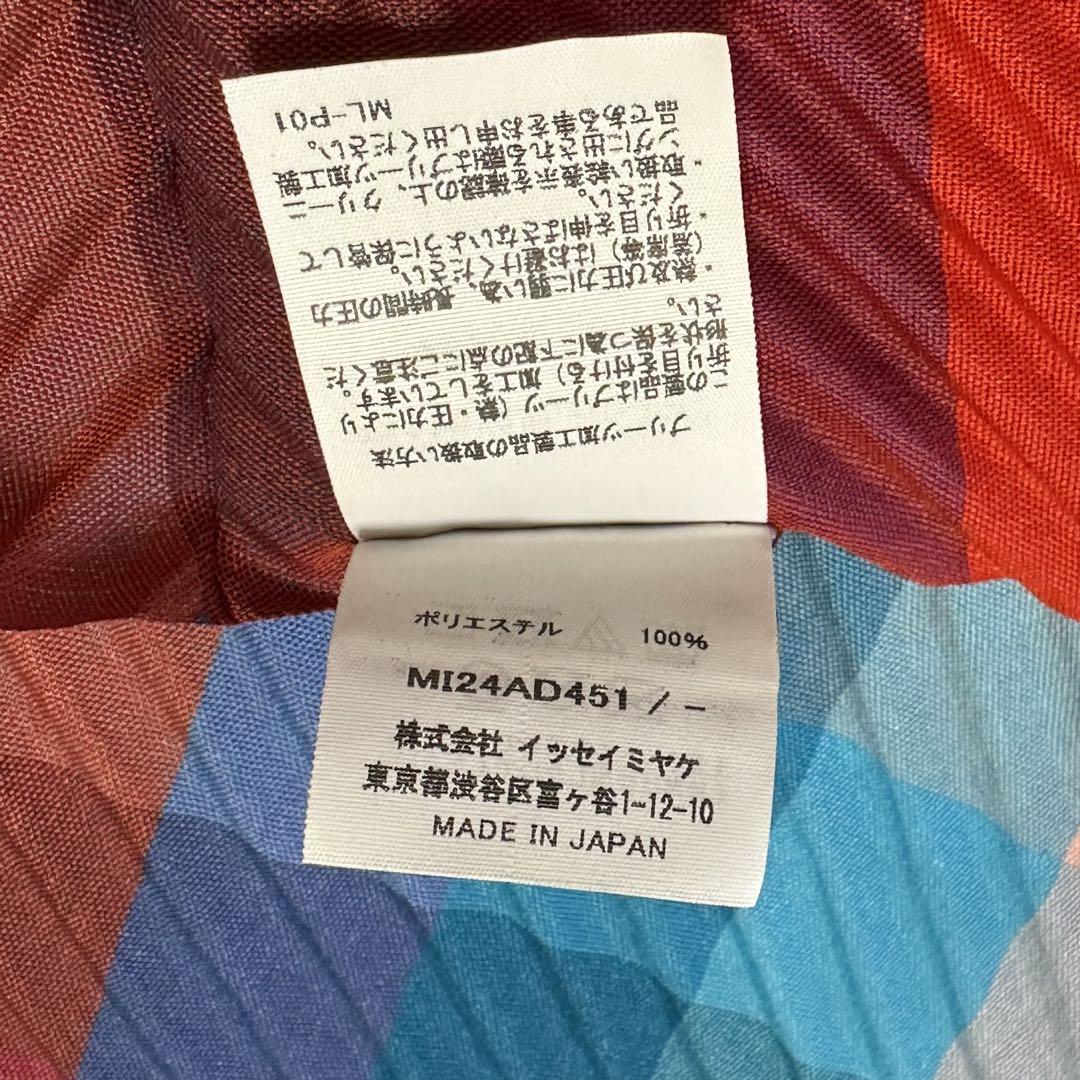 プリーツ加工製品の取扱い方法
この製品はプリーツ（熱・圧力により
折り目を付ける）加工をしています。
形状を保つ為に下記の点にご注意くだ
さい。
・熱及び圧力に弱い為、長時間の圧力
（着席等）はお避けください。
・折り目を伸ばさないように保管して
ください。
・取扱い絵表示を確認の上、クリーニ
ングに出される際はプリーツ加工製
品である事をお申し出ください。
ML-P01
ポリエステル 100%
MI24AD451 / -
株式会社 イッセイミヤケ
東京都渋谷区富ヶ谷1-12-10
MADE IN JAPAN